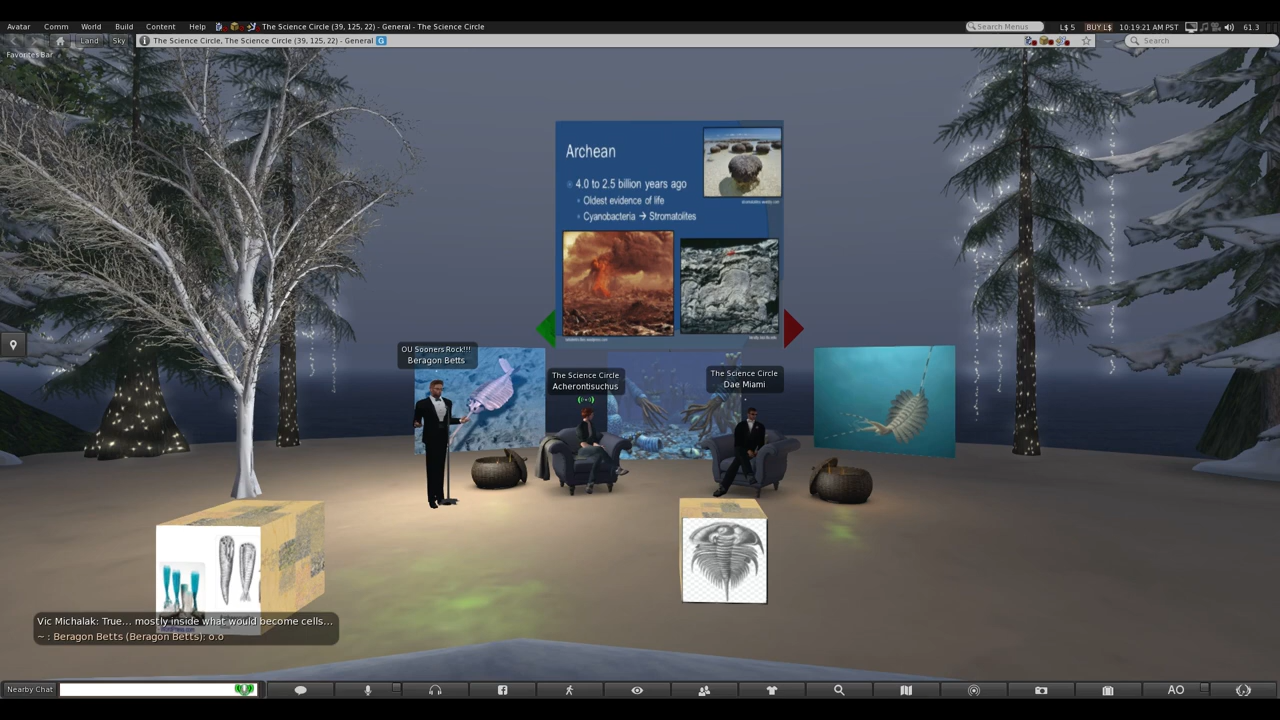 Avatar Comm World Build Content Help The Science Circle (39, 125, 22) - General - The Science Circle Search Menus L$ 5 BUY L$ 10:19:21 AM PST 61.3
Land Sky The Science Circle, The Science Circle (39, 125, 22) - General G Search
Favorites Bar
Archean
4.0 to 2.5 billion years ago
Oldest evidence of life
Cyanobacteria → Stromatolites
OU Sooners Rock!!!
Beragon Betts
The Science Circle
Acherontisuchus
The Science Circle
Dae Miami
Vic Michalak: True... mostly inside what would become cells...
~ : Beragon Betts (Beragon Betts): o.o
Nearby Chat AO